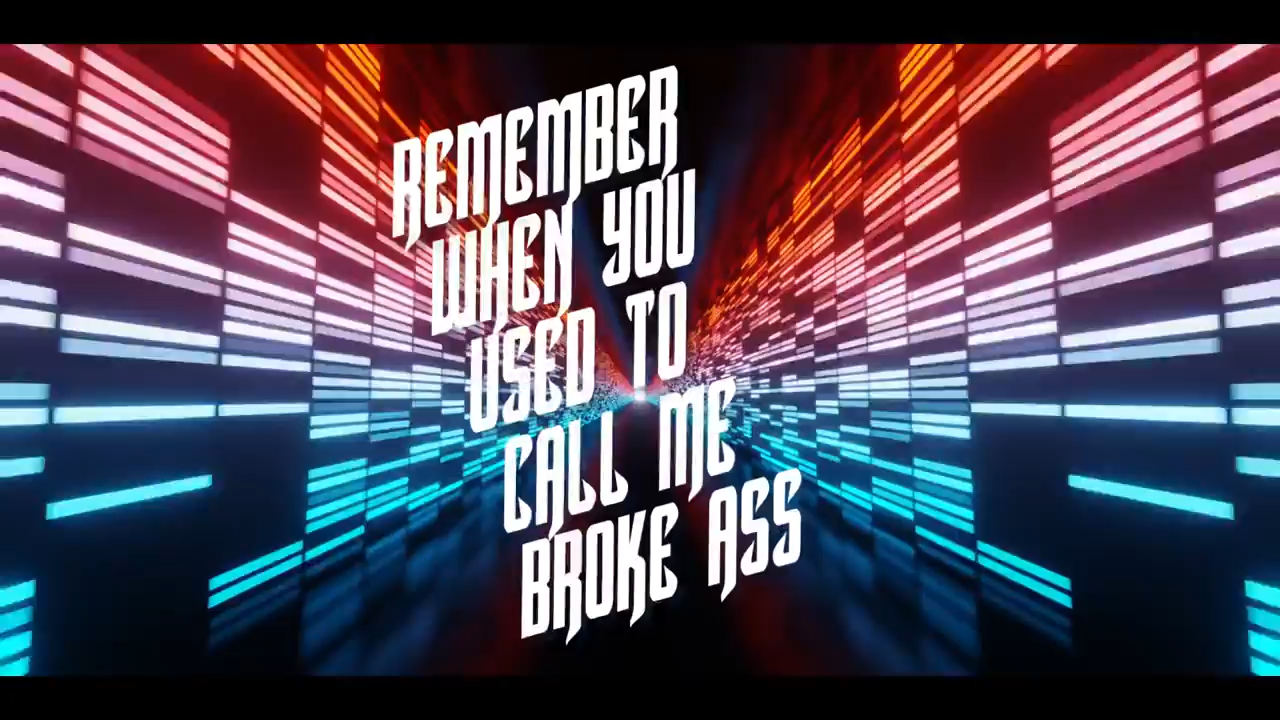 REMEMBER
WHEN YOU
USED TO
CALL ME
BROKE ASS